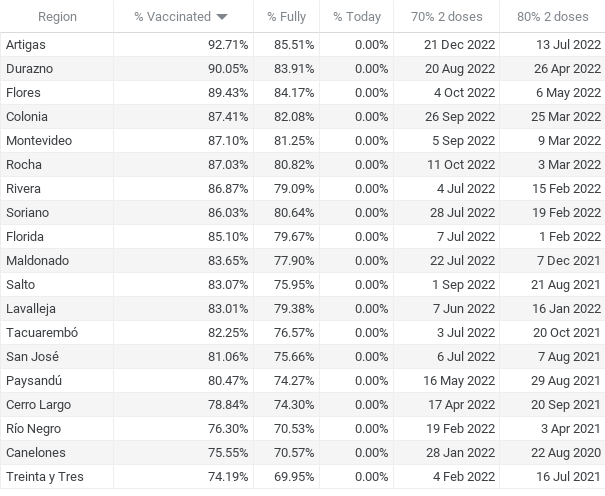 Region % Vaccinated % Fully % Today 70% 2 doses 80% 2 doses
Artigas 92.71% 85.51% 0.00% 21 Dec 2022 13 Jul 2022
Durazno 90.05% 83.91% 0.00% 20 Aug 2022 26 Apr 2022
Flores 89.43% 84.17% 0.00% 4 Oct 2022 6 May 2022
Colonia 87.41% 82.08% 0.00% 26 Sep 2022 25 Mar 2022
Montevideo 87.10% 81.25% 0.00% 5 Sep 2022 9 Mar 2022
Rocha 87.03% 80.82% 0.00% 11 Oct 2022 3 Mar 2022
Rivera 86.87% 79.09% 0.00% 4 Jul 2022 15 Feb 2022
Soriano 86.03% 80.64% 0.00% 28 Jul 2022 19 Feb 2022
Florida 85.10% 79.67% 0.00% 7 Jul 2022 1 Feb 2022
Maldonado 83.65% 77.90% 0.00% 22 Jul 2022 7 Dec 2021
Salto 83.07% 75.95% 0.00% 1 Sep 2022 21 Aug 2021
Lavalleja 83.01% 79.38% 0.00% 7 Jun 2022 16 Jan 2022
Tacuarembó 82.25% 76.57% 0.00% 3 Jul 2022 20 Oct 2021
San José 81.06% 75.66% 0.00% 6 Jul 2022 7 Aug 2021
Paysandú 80.47% 74.27% 0.00% 16 May 2022 29 Aug 2021
Cerro Largo 78.84% 74.30% 0.00% 17 Apr 2022 20 Sep 2021
Río Negro 76.30% 70.53% 0.00% 19 Feb 2022 3 Apr 2021
Canelones 75.55% 70.57% 0.00% 28 Jan 2022 22 Aug 2020
Treinta y Tres 74.19% 69.95% 0.00% 4 Feb 2022 16 Jul 2021